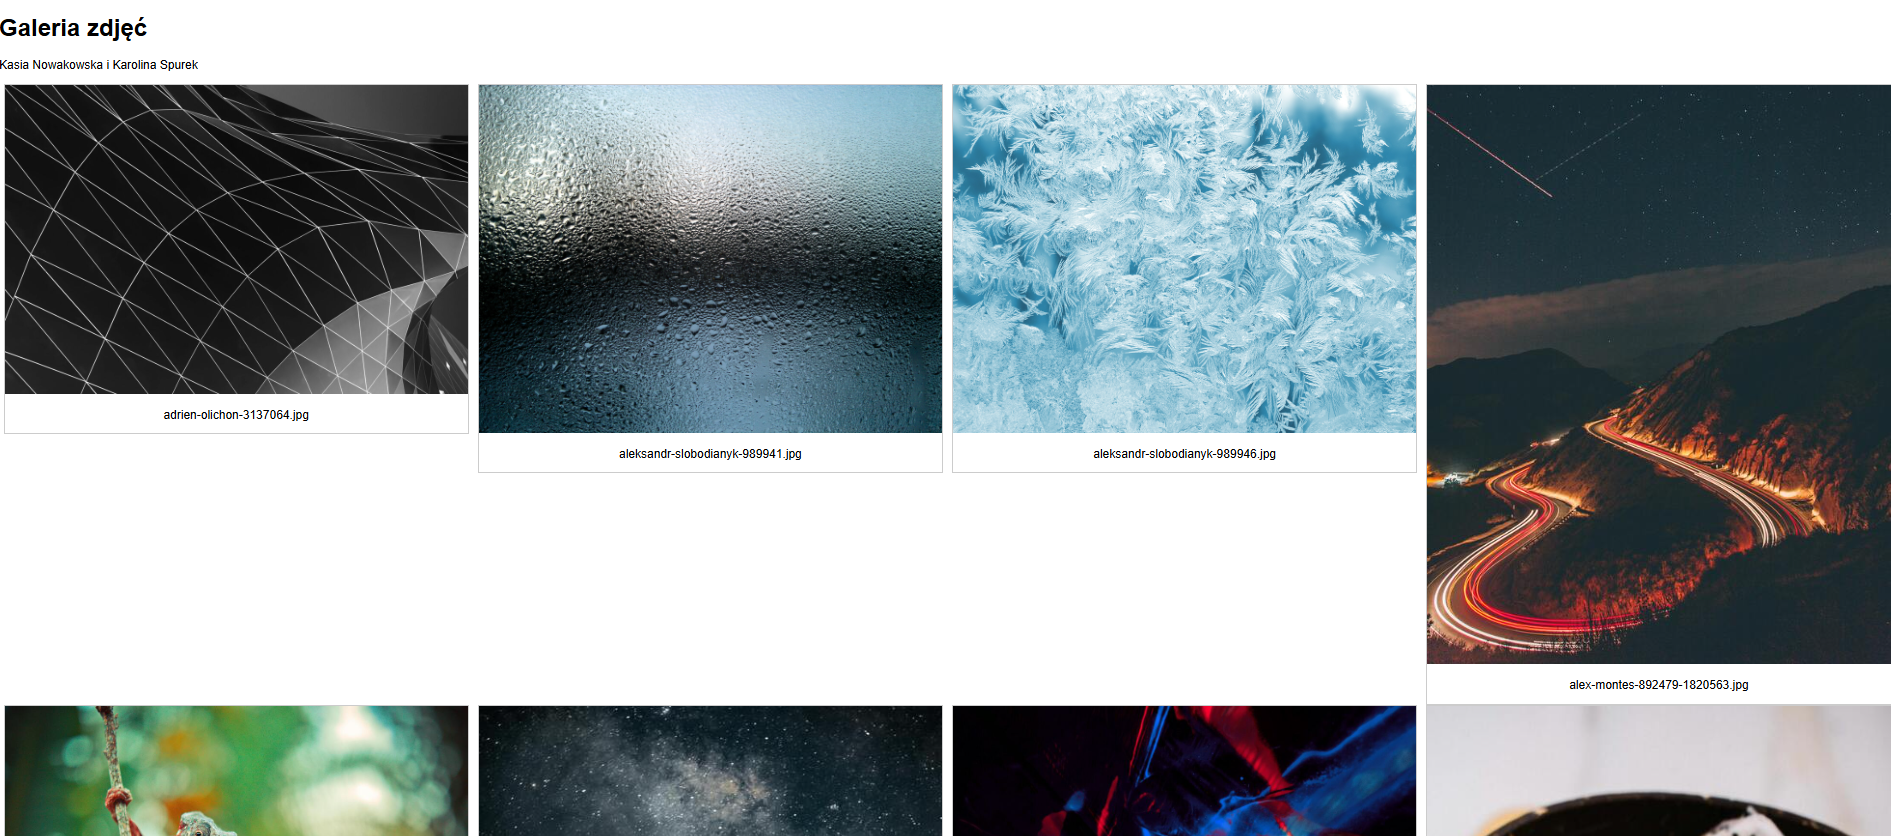 Galeria zdjęć
Kasia Nowakowska i Karolina Spurek
adrien-olichon-3137064.jpg
aleksandr-slobodianyk-989941.jpg
aleksandr-slobodianyk-989946.jpg
alex-montes-892479-1820563.jpg